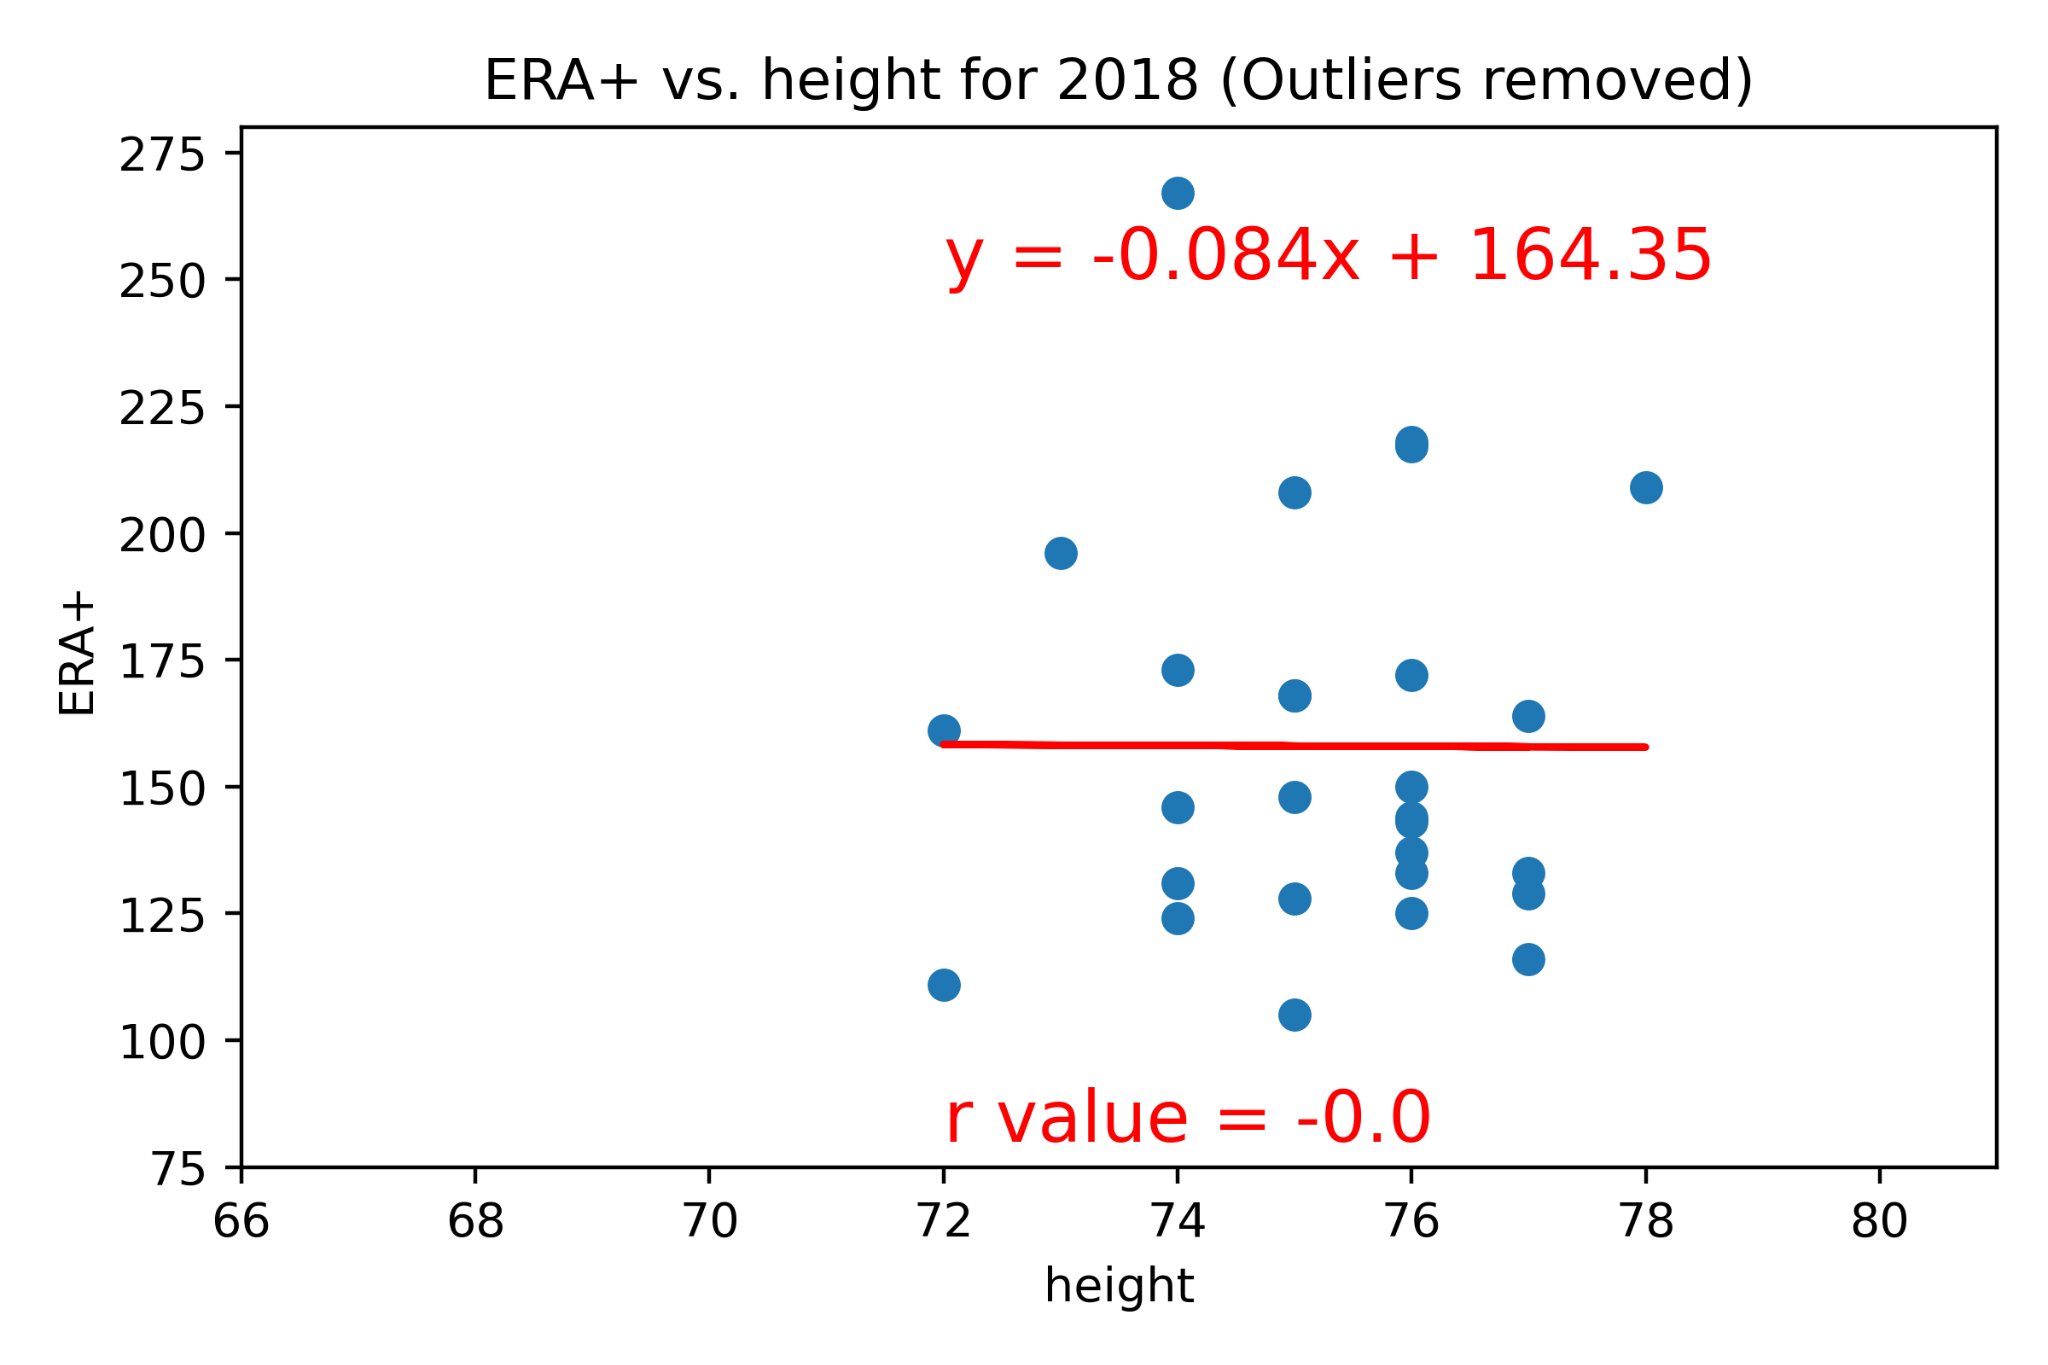 ERA+ vs. height for 2018 (Outliers removed)
275
y = -0.084x + 164.35
250
225
200
ERA+
175
150
125
100
r value = -0.0
75
66 68 70 72 74 76 78 80
height